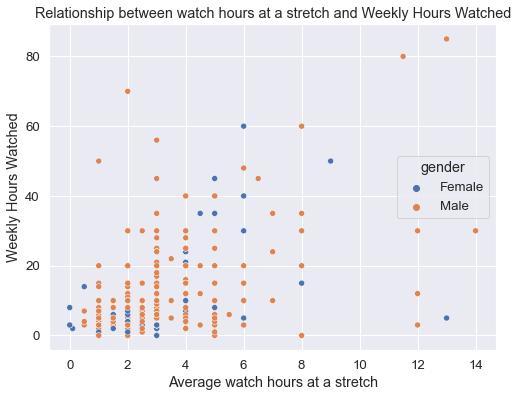 Relationship between watch hours at a stretch and Weekly Hours Watched
80
60
40
20
0
Weekly Hours Watched
gender
Female
Male
0 2 4 6 8 10 12 14
Average watch hours at a stretch